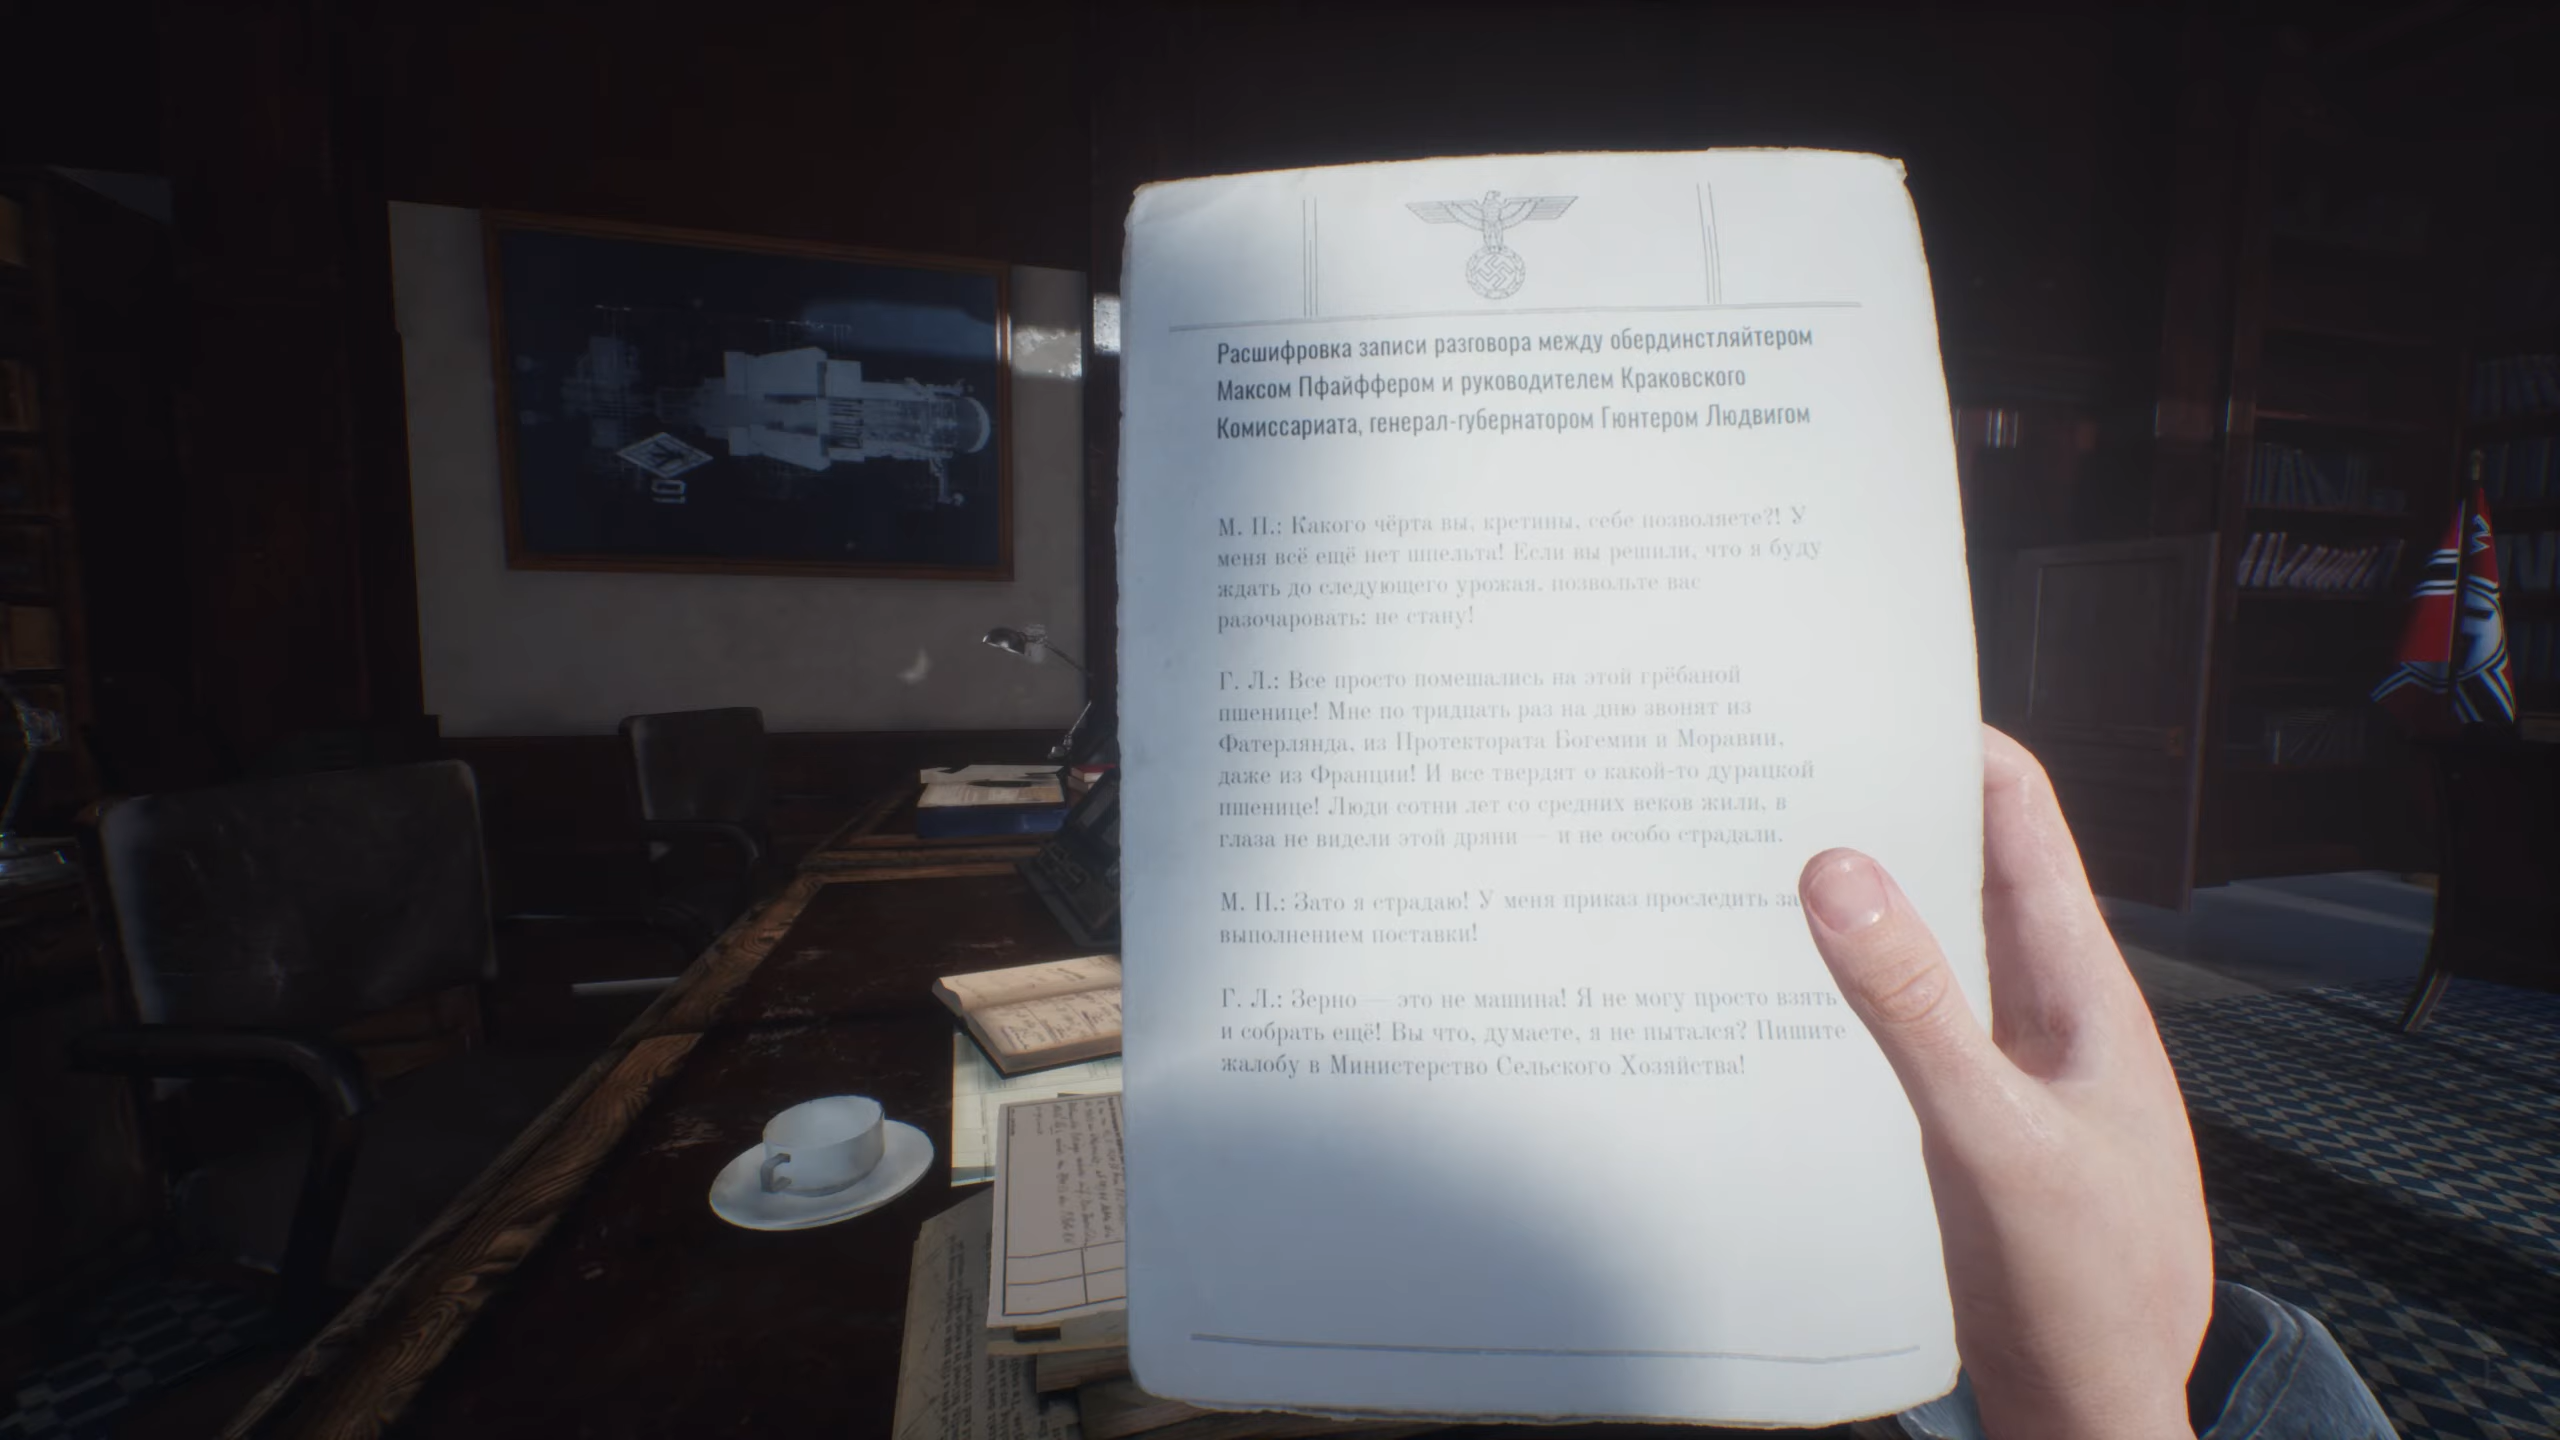 Расшифровка записи разговора между обердинстляйтером
Максом Пфайффером и руководителем Краковского
Комиссариата, генерал-губернатором Гюнтером Людвигом
М. П.: Какого чёрта вы, кретины, себе позволяете?! У
меня всё ещё нет шпельта! Если вы решили, что я буду
ждать до следующего урожая, позвольте вас
разочаровать: не стану!
Г. Л.: Все просто помешались на этой грёбаной
пшенице! Мне по тридцать раз на дню звонят из
Фатерлянда, из Протектората Богемии и Моравии,
даже из Франции! И все твердят о какой-то дурацкой
пшенице! Люди сотни лет со средних веков жили, в
глаза не видели этой дряни — и не особо страдали.
М. П.: Зато я страдаю! У меня приказ проследить за
выполнением поставки!
Г. Л.: Зерно — это не машина! Я не могу просто взять
и собрать ещё! Вы что, думаете, я не пытался? Пишите
жалобу в Министерство Сельского Хозяйства!